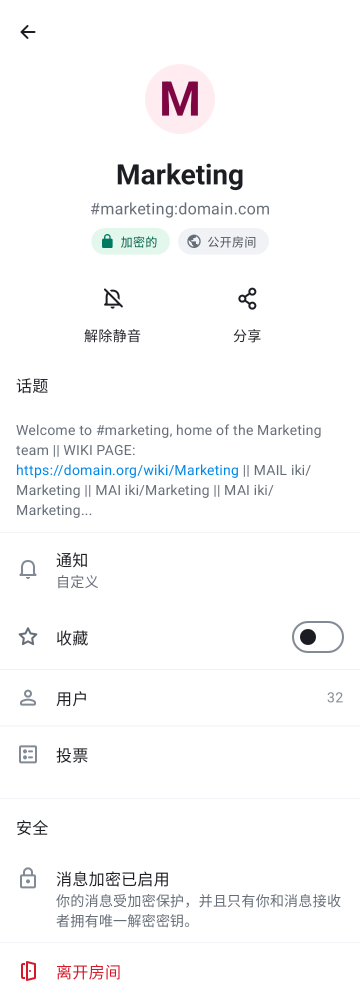 M
Marketing
#marketing:domain.com
加密的 公开房间
解除静音 分享
话题
Welcome to #marketing, home of the Marketing
team || WIKI PAGE:
https://domain.org/wiki/Marketing || MAIL iki/
Marketing || MAI iki/Marketing || MAI iki/
Marketing...
通知
自定义
收藏
用户 32
投票
安全
消息加密已启用
你的消息受加密保护，并且只有你和消息接收
者拥有唯一解密密钥。
离开房间